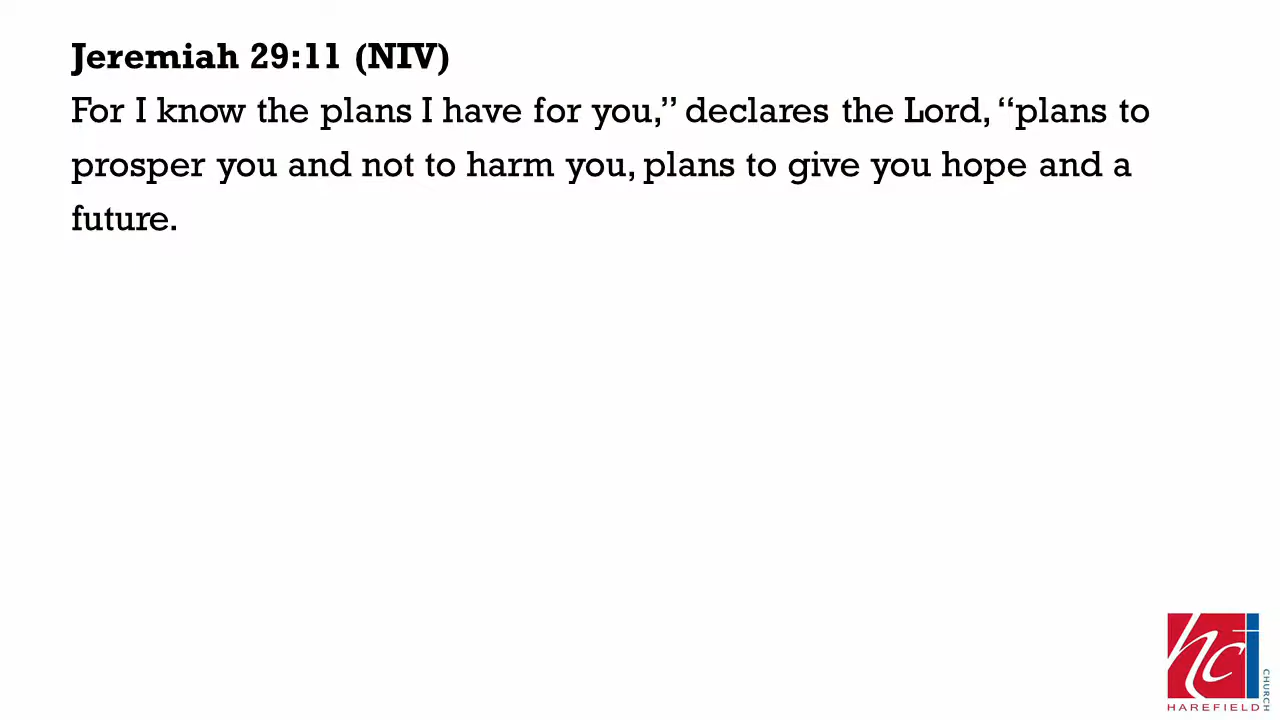 Jeremiah 29:11 (NIV)
For I know the plans I have for you,” declares the Lord, “plans to
prosper you and not to harm you, plans to give you hope and a
future.
hc
CHURCH
HAREFIELD